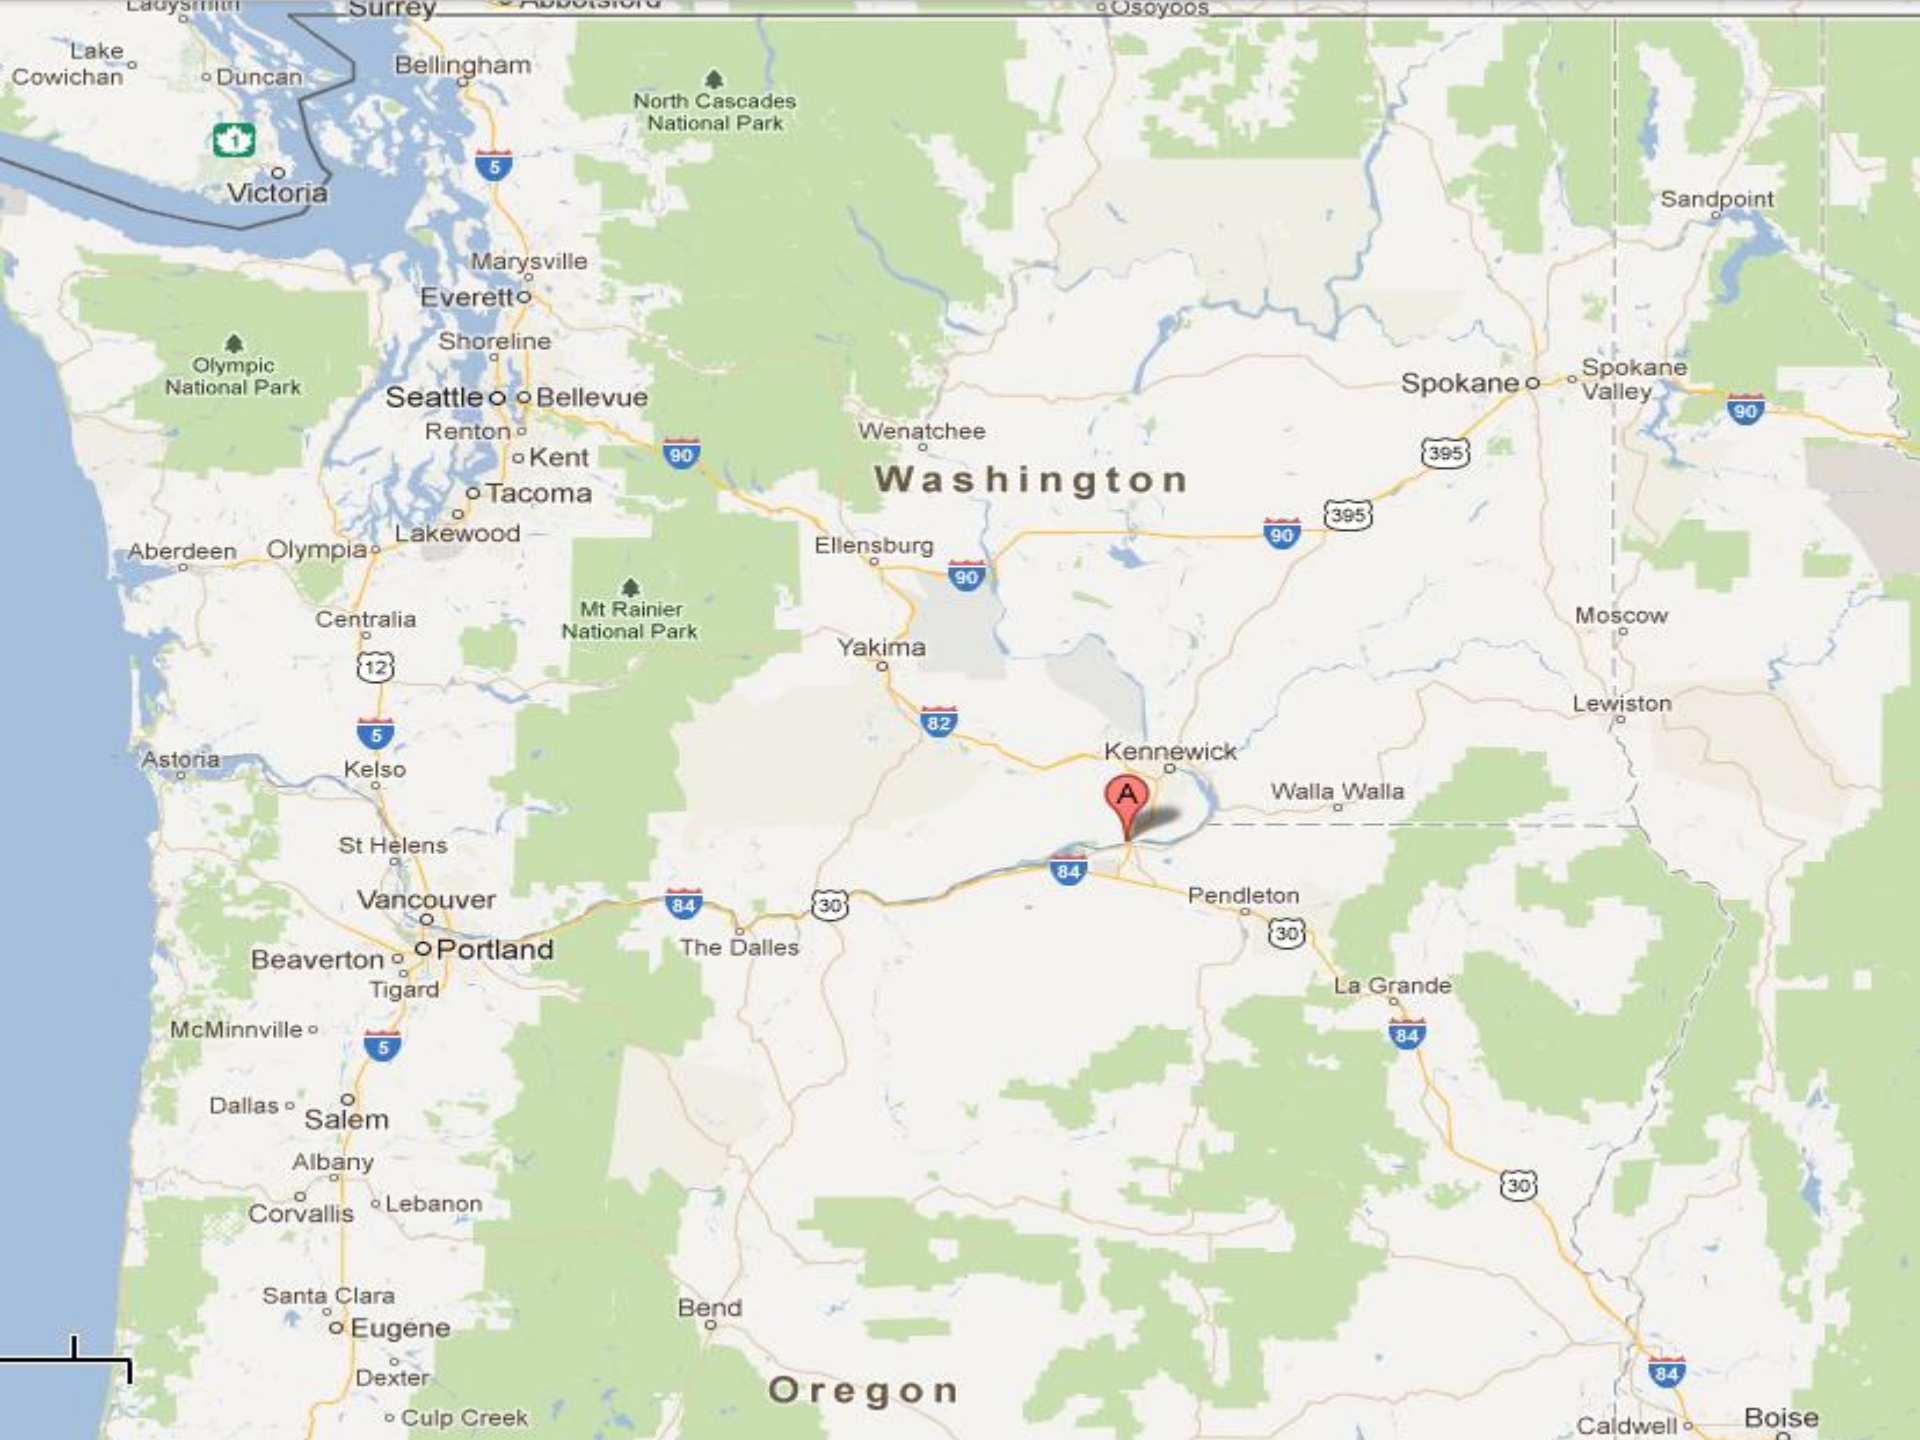 Ladysmith
Surrey
Abbotsford
Osoyoos
Lake
Cowichan
Duncan
Bellingham
North Cascades
National Park
1
5
Victoria
Sandpoint
Marysville
Everett
Shoreline
Olympic
National Park
Seattle
Bellevue
Spokane
Spokane
Valley
90
Renton
Wenatchee
Kent
90
395
Washington
Tacoma
395
Lakewood
90
Aberdeen
Olympia
Ellensburg
90
Mt Rainier
National Park
Centralia
Moscow
Yakima
12
Lewiston
82
5
Kennewick
Astoria
Kelso
A
Walla Walla
St Helens
84
Vancouver
84
30
Pendleton
30
Portland
The Dalles
Beaverton
Tigard
La Grande
McMinnville
5
84
Dallas
Salem
Albany
30
Lebanon
Corvallis
Santa Clara
Bend
Eugene
Dexter
84
Oregon
Culp Creek
Caldwell
Boise